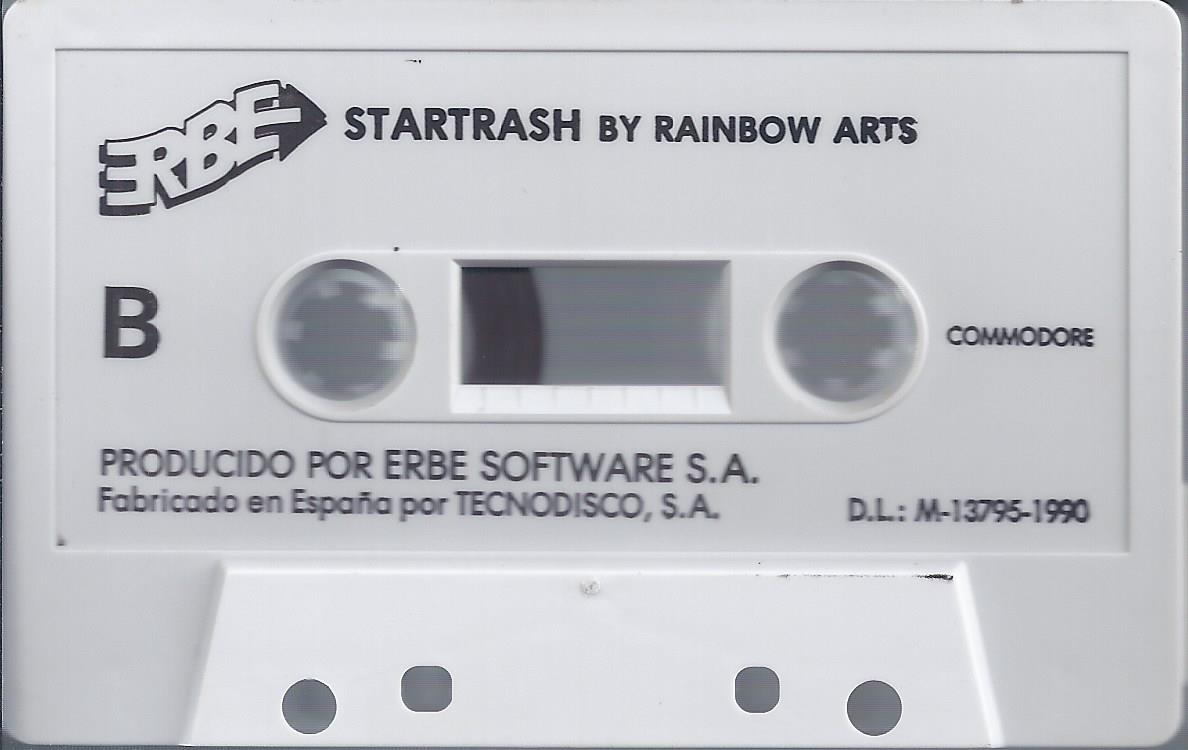 ERBE
STARTRASH BY RAINBOW ARTS
B
COMMODORE
PRODUCIDO POR ERBE SOFTWARE S.A.
Fabricado en España por TECNODISCO, S.A.
D.L.: M-13795-1990